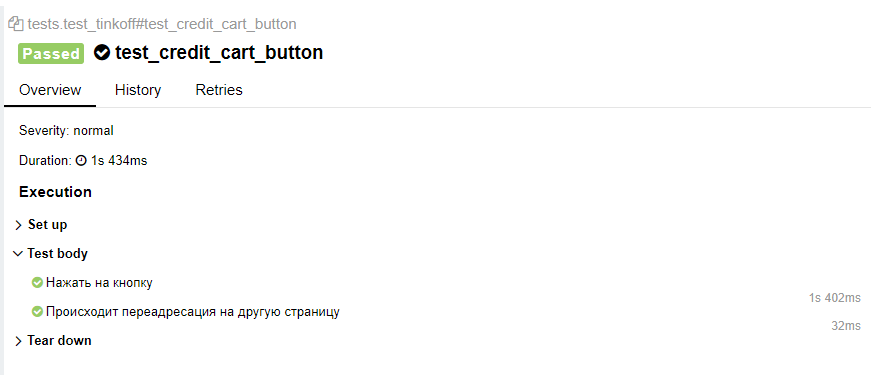 tests.test_tinkoff#test_credit_cart_button
Passed test_credit_cart_button
Overview History Retries
Severity: normal
Duration: 1s 434ms
Execution
Set up
Test body
Нажать на кнопку
1s 402ms
Происходит переадресация на другую страницу
32ms
Tear down